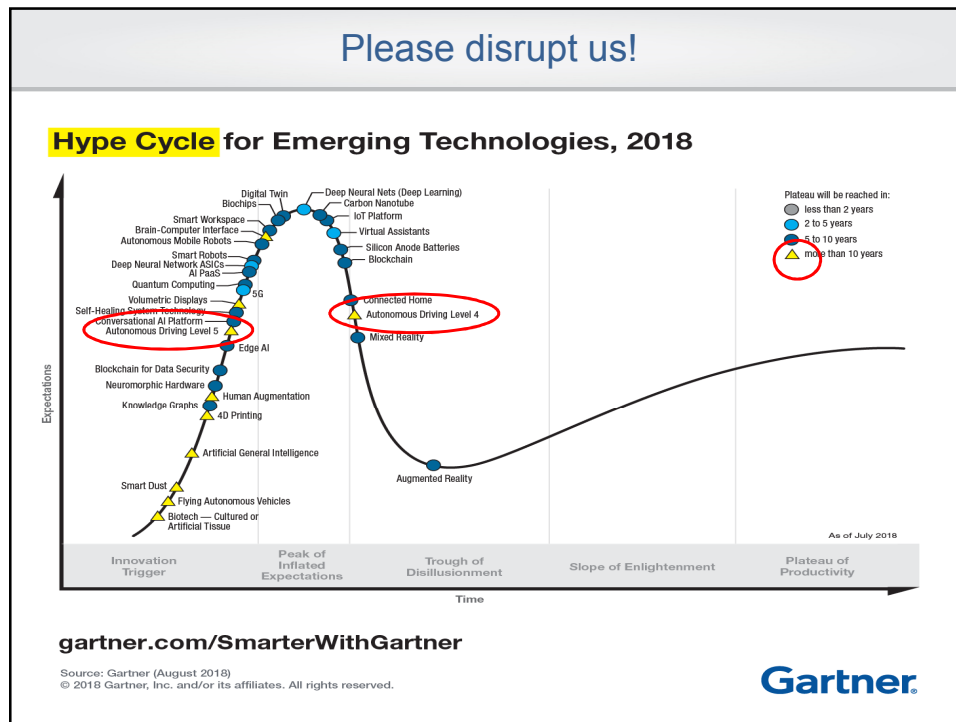 Please disrupt us!
Hype Cycle for Emerging Technologies, 2018
Digital Twin
Biochips
Smart Workspace
Brain-Computer Interface
Autonomous Mobile Robots
Smart Robots
Deep Neural Network ASICs
AI PaaS
Quantum Computing
5G
Volumetric Displays
Self-Healing System Technology
Conversational AI Platform
Autonomous Driving Level 5
Edge AI
Blockchain for Data Security
Neuromorphic Hardware
Human Augmentation
Knowledge Graphs
4D Printing
Artificial General Intelligence
Smart Dust
Flying Autonomous Vehicles
Biotech — Cultured or
Artificial Tissue
Deep Neural Nets (Deep Learning)
Carbon Nanotube
IoT Platform
Virtual Assistants
Silicon Anode Batteries
Blockchain
Connected Home
Autonomous Driving Level 4
Mixed Reality
Augmented Reality
Plateau will be reached in:
less than 2 years
2 to 5 years
5 to 10 years
more than 10 years
As of July 2018
Expectations
Innovation
Trigger
Peak of
Inflated
Expectations
Trough of
Disillusionment
Slope of Enlightenment
Plateau of
Productivity
Time
gartner.com/SmarterWithGartner
Source: Gartner (August 2018)
© 2018 Gartner, Inc. and/or its affiliates. All rights reserved.
Gartner®